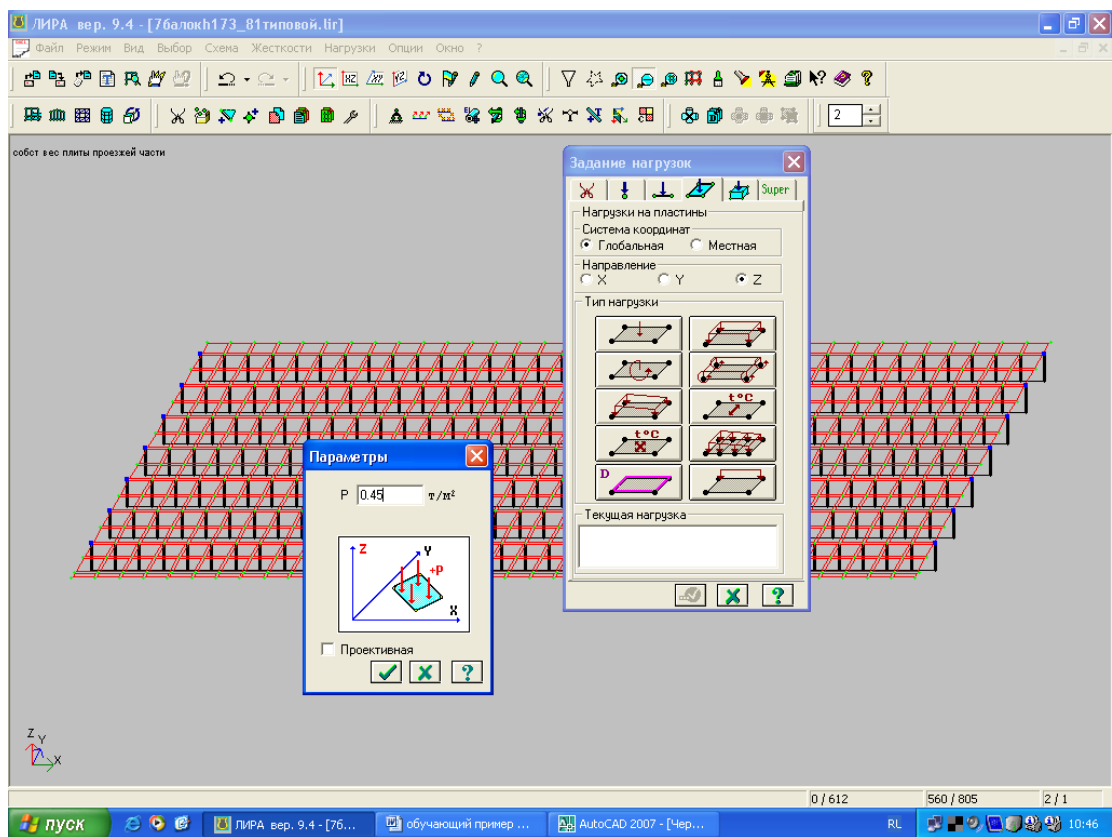 ЛИРА вер. 9.4 - [7балокh173_81типовой.lir]
Файл Режим Вид Выбор Схема Жесткости Нагрузки Опции Окно ?
2
собст вес плиты проезжей части
Задание нагрузок
Super
Нагрузки на пластины
Система координат
Глобальная Местная
Направление
X Y Z
Тип нагрузки
t°C
t°C
D
Текущая нагрузка
Параметры
P 0.45 т/м²
Z Y +P X
Проективная
Z Y X
0 / 612 560 / 805 2 / 1
пуск ЛИРА вер. 9.4 - [7б... обучающий пример ... AutoCAD 2007 - [Чер... RL 10:46